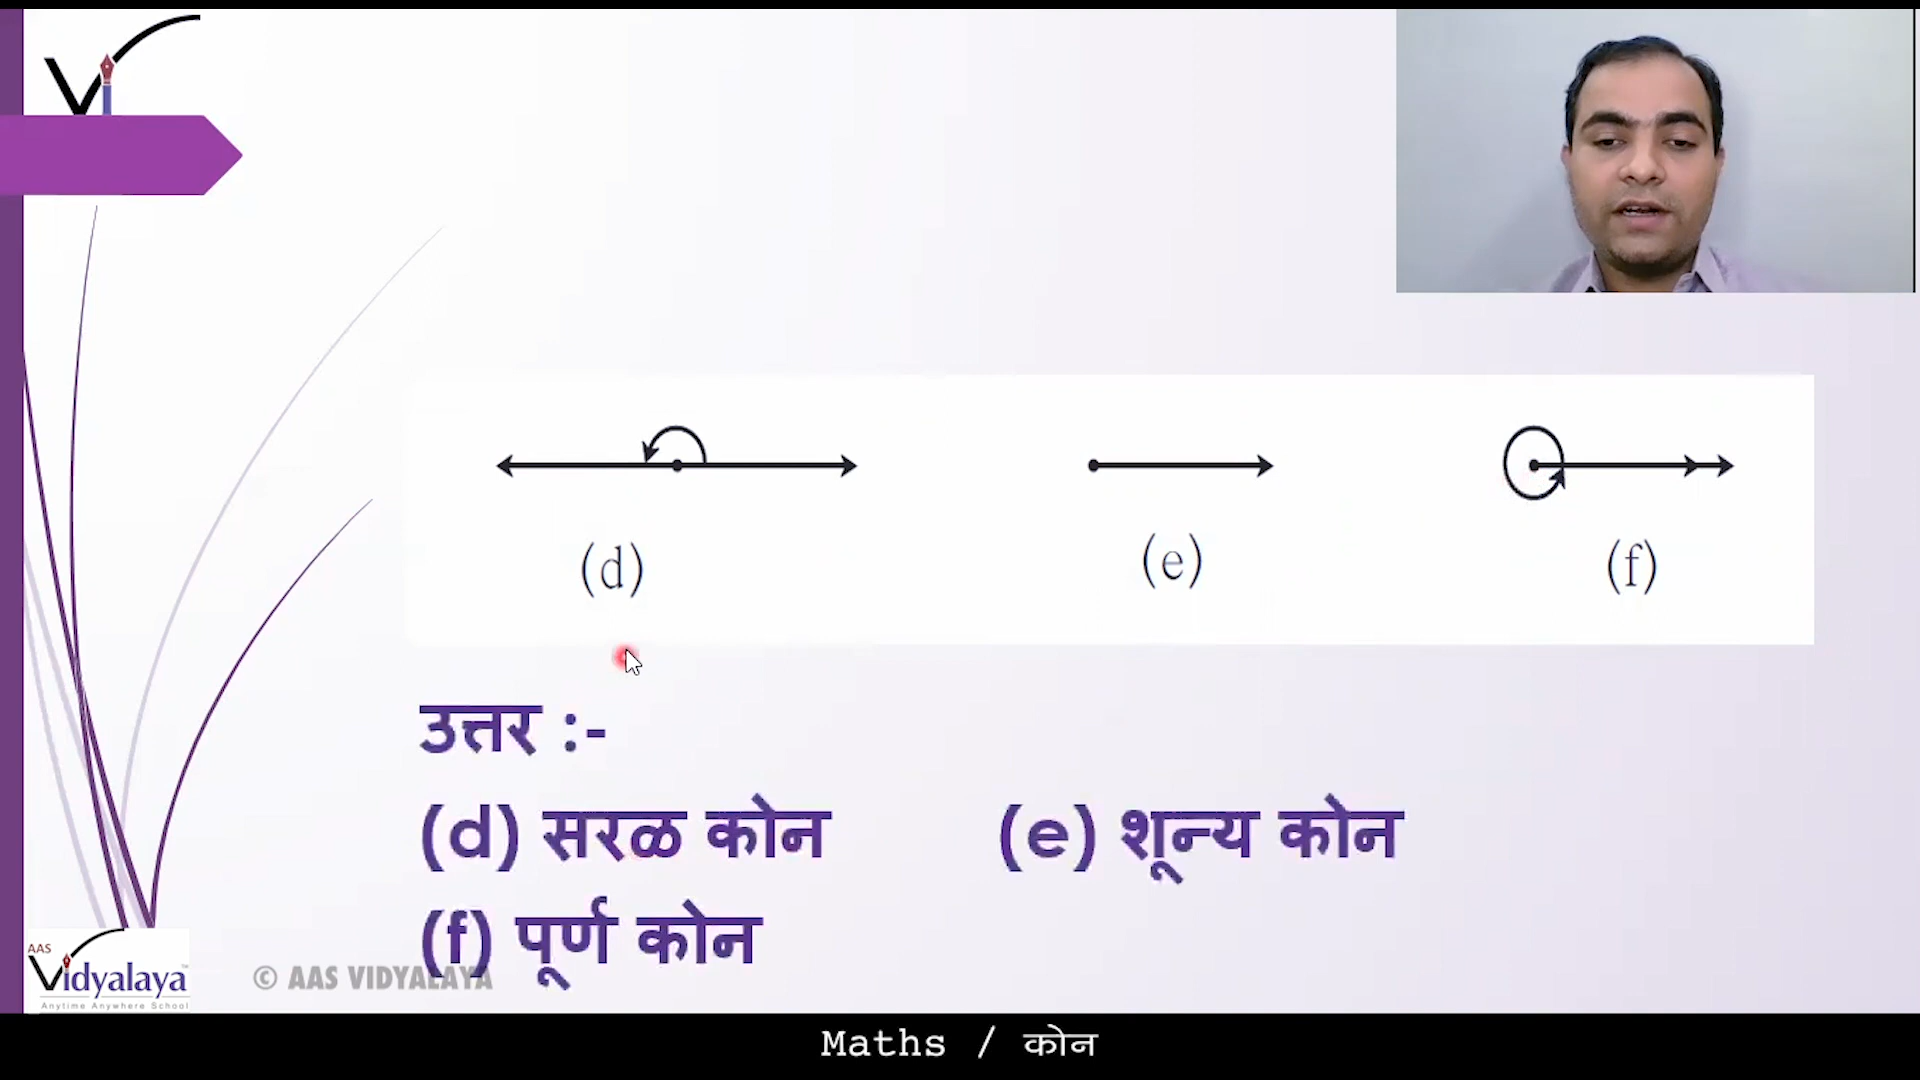 (d) (e) (f)
उत्तर :-
(d) सरळ कोन (e) शून्य कोन
(f) पूर्ण कोन
AAS
Vidyalaya
Anytime Anywhere School
© AAS VIDYALAYA
Maths / कोन